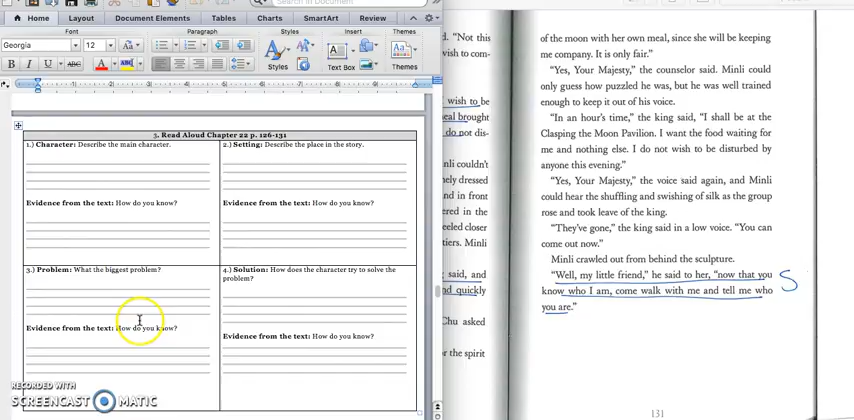 Search in Document
Home Layout Document Elements Tables Charts SmartArt Review
Font Paragraph Styles Insert Themes
Georgia 12 Aa
B I U ABC A ABC Styles Text Box Themes
3. Read Aloud Chapter 22 p. 126-131
1.) Character: Describe the main character.
Evidence from the text: How do you know?
2.) Setting: Describe the place in the story.
Evidence from the text: How do you know?
3.) Problem: What the biggest problem?
Evidence from the text: How do you know?
4.) Solution: How does the character try to solve the
problem?
Evidence from the text: How do you know?
RECORDED WITH
SCREENCAST MATIC
d. "Not this
wish to com-
I wish to be
meal brought
do not dis-
nli couldn't
nely dressed
nd in front
ered in the
eeled closer
tiers. Minli
g said, and
nd quickly
Chu asked
or the spirit
of the moon with her own meal, since she will be keeping
me company. It is only fair."
"Yes, Your Majesty," the counselor said. Minli could
only guess how puzzled he was, but he was well trained
enough to keep it out of his voice.
"In an hour's time," the king said, "I shall be at the
Clasping the Moon Pavilion. I want the food waiting for
me and nothing else. I do not wish to be disturbed by
anyone this evening."
"Yes, Your Majesty," the voice said again, and Minli
could hear the shuffling and swishing of silk as the group
rose and took leave of the king.
"They've gone," the king said in a low voice. "You can
come out now."
Minli crawled out from behind the sculpture.
"Well, my little friend," he said to her, "now that you S
know who I am, come walk with me and tell me who
you are."
131